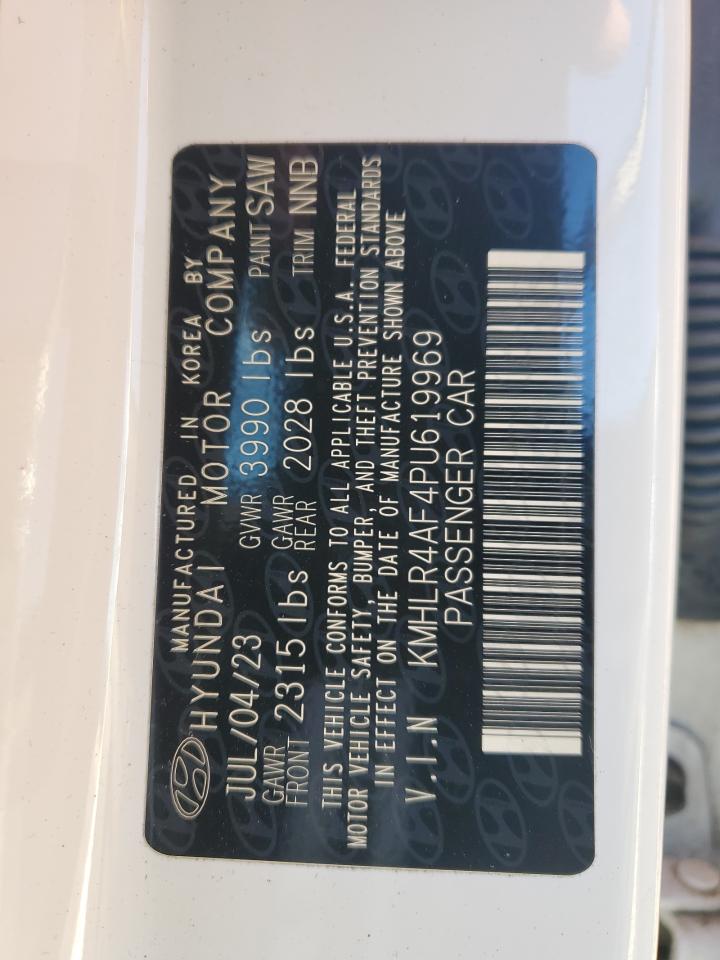 MANUFACTURED IN KOREA BY
HYUNDAI MOTOR COMPANY
JUL/04/23 GVWR 3990 lbs PAINT SAW
GAWR FRONT 2315 lbs GAWR REAR 2028 lbs TRIM NNB
THIS VEHICLE CONFORMS TO ALL APPLICABLE U.S.A. FEDERAL
MOTOR VEHICLE SAFETY, BUMPER, AND THEFT PREVENTION STANDARDS
IN EFFECT ON THE DATE OF MANUFACTURE SHOWN ABOVE
V.I.N KMHLR4AF4PU619969
PASSENGER CAR